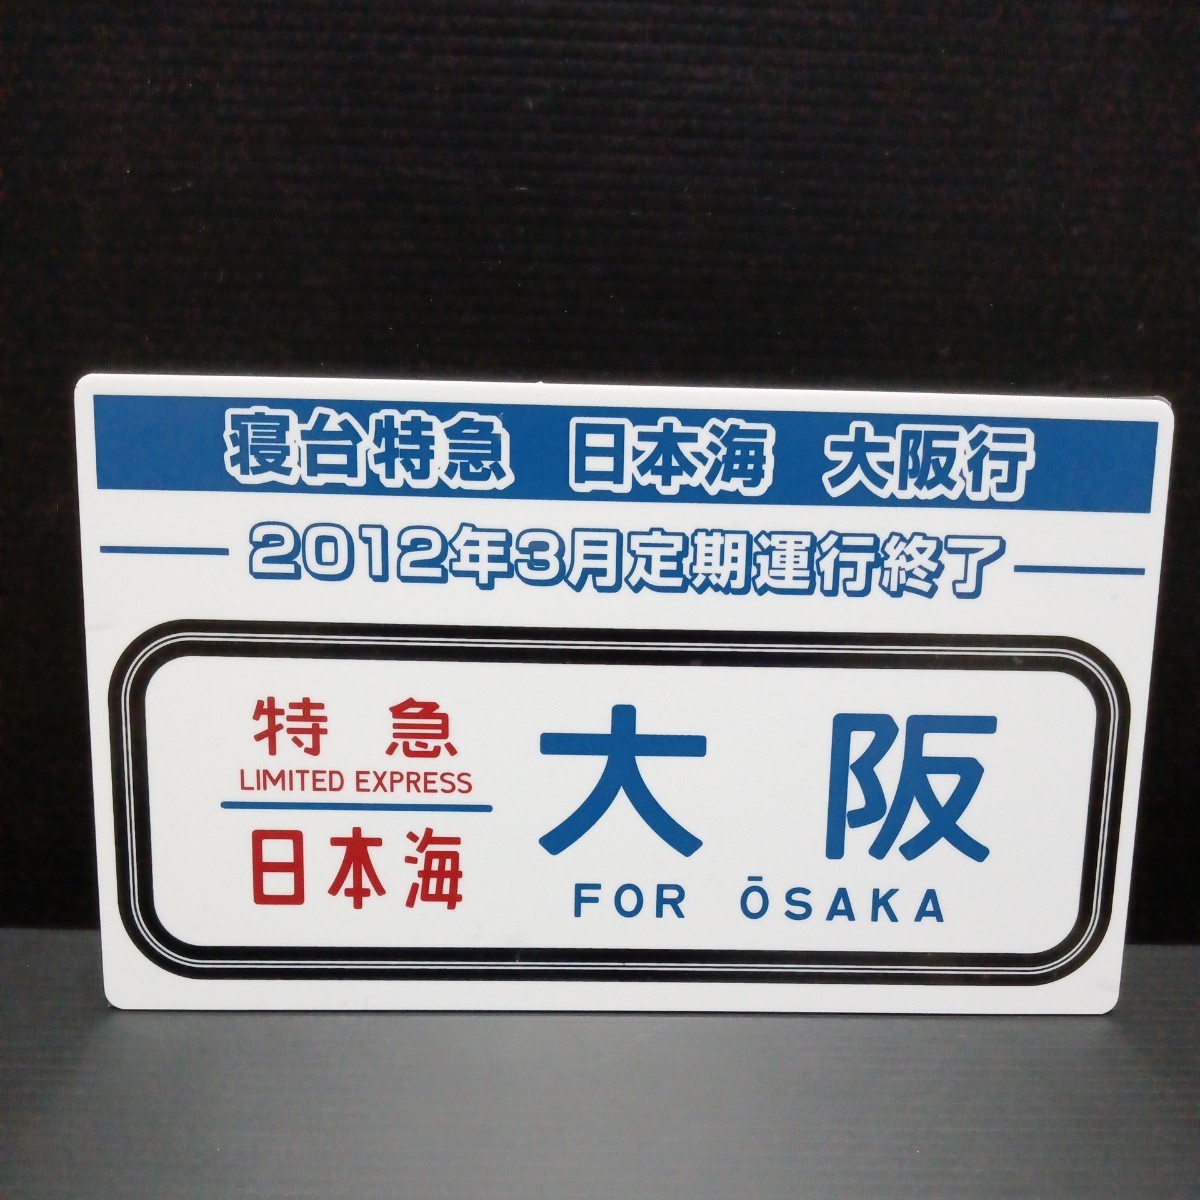 寝台特急 日本海 大阪行
2012年3月定期運行終了
特急
LIMITED EXPRESS
日本海
大阪
FOR ŌSAKA